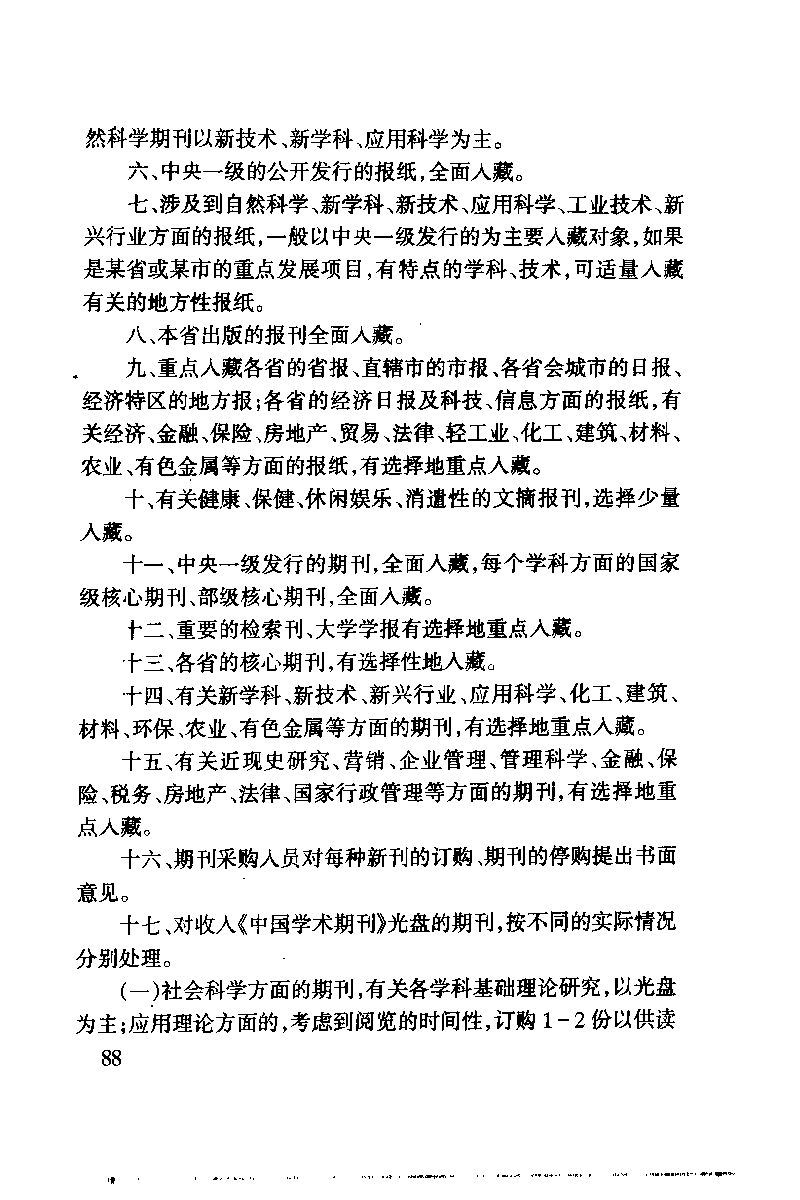 然科学期刊以新技术、新学科、应用科学为主。
六、中央一级的公开发行的报纸,全面入藏。
七、涉及到自然科学、新学科、新技术、应用科学、工业技术、新
兴行业方面的报纸,一般以中央一级发行的为主要入藏对象,如果
是某省或某市的重点发展项目,有特点的学科、技术,可适量入藏
有关的地方性报纸。
八、本省出版的报刊全面入藏。
九、重点入藏各省的省报、直辖市的市报、各省会城市的日报、
经济特区的地方报;各省的经济日报及科技、信息方面的报纸,有
关经济、金融、保险、房地产、贸易、法律、轻工业、化工、建筑、材料、
农业、有色金属等方面的报纸,有选择地重点入藏。
十、有关健康、保健、休闲娱乐、消遣性的文摘报刊,选择少量
入藏。
十一、中央一级发行的期刊,全面入藏,每个学科方面的国家
级核心期刊、部级核心期刊,全面入藏。
十二、重要的检索刊、大学学报有选择地重点入藏。
十三、各省的核心期刊,有选择性地入藏。
十四、有关新学科、新技术、新兴行业、应用科学、化工、建筑、
材料、环保、农业、有色金属等方面的期刊,有选择地重点入藏。
十五、有关近现史研究、营销、企业管理、管理科学、金融、保
险、税务、房地产、法律、国家行政管理等方面的期刊,有选择地重
点入藏。
十六、期刊采购人员对每种新刊的订购、期刊的停购提出书面
意见。
十七、对收人《中国学术期刊》光盘的期刊,按不同的实际情况
分别处理。
(一)社会科学方面的期刊,有关各学科基础理论研究,以光盘
为主;应用理论方面的,考虑到阅览的时间性,订购1-2份以供读
88